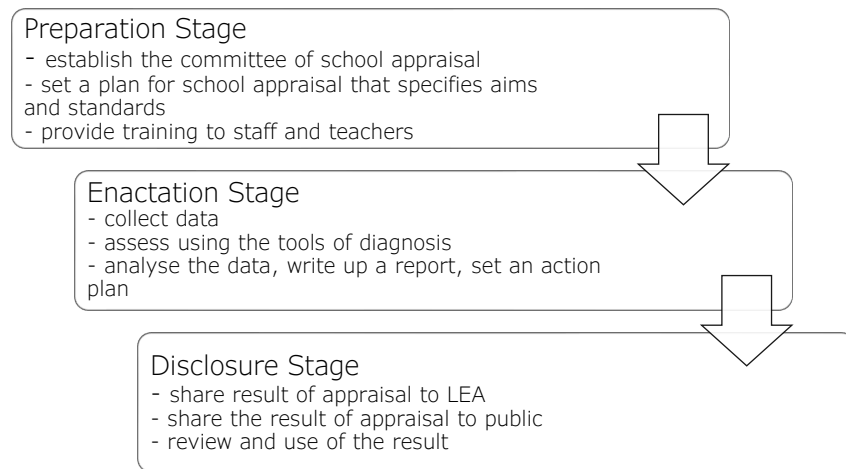 Preparation Stage
- establish the committee of school appraisal
- set a plan for school appraisal that specifies aims
and standards
- provide training to staff and teachers
Enactation Stage
- collect data
- assess using the tools of diagnosis
- analyse the data, write up a report, set an action
plan
Disclosure Stage
- share result of appraisal to LEA
- share the result of appraisal to public
- review and use of the result